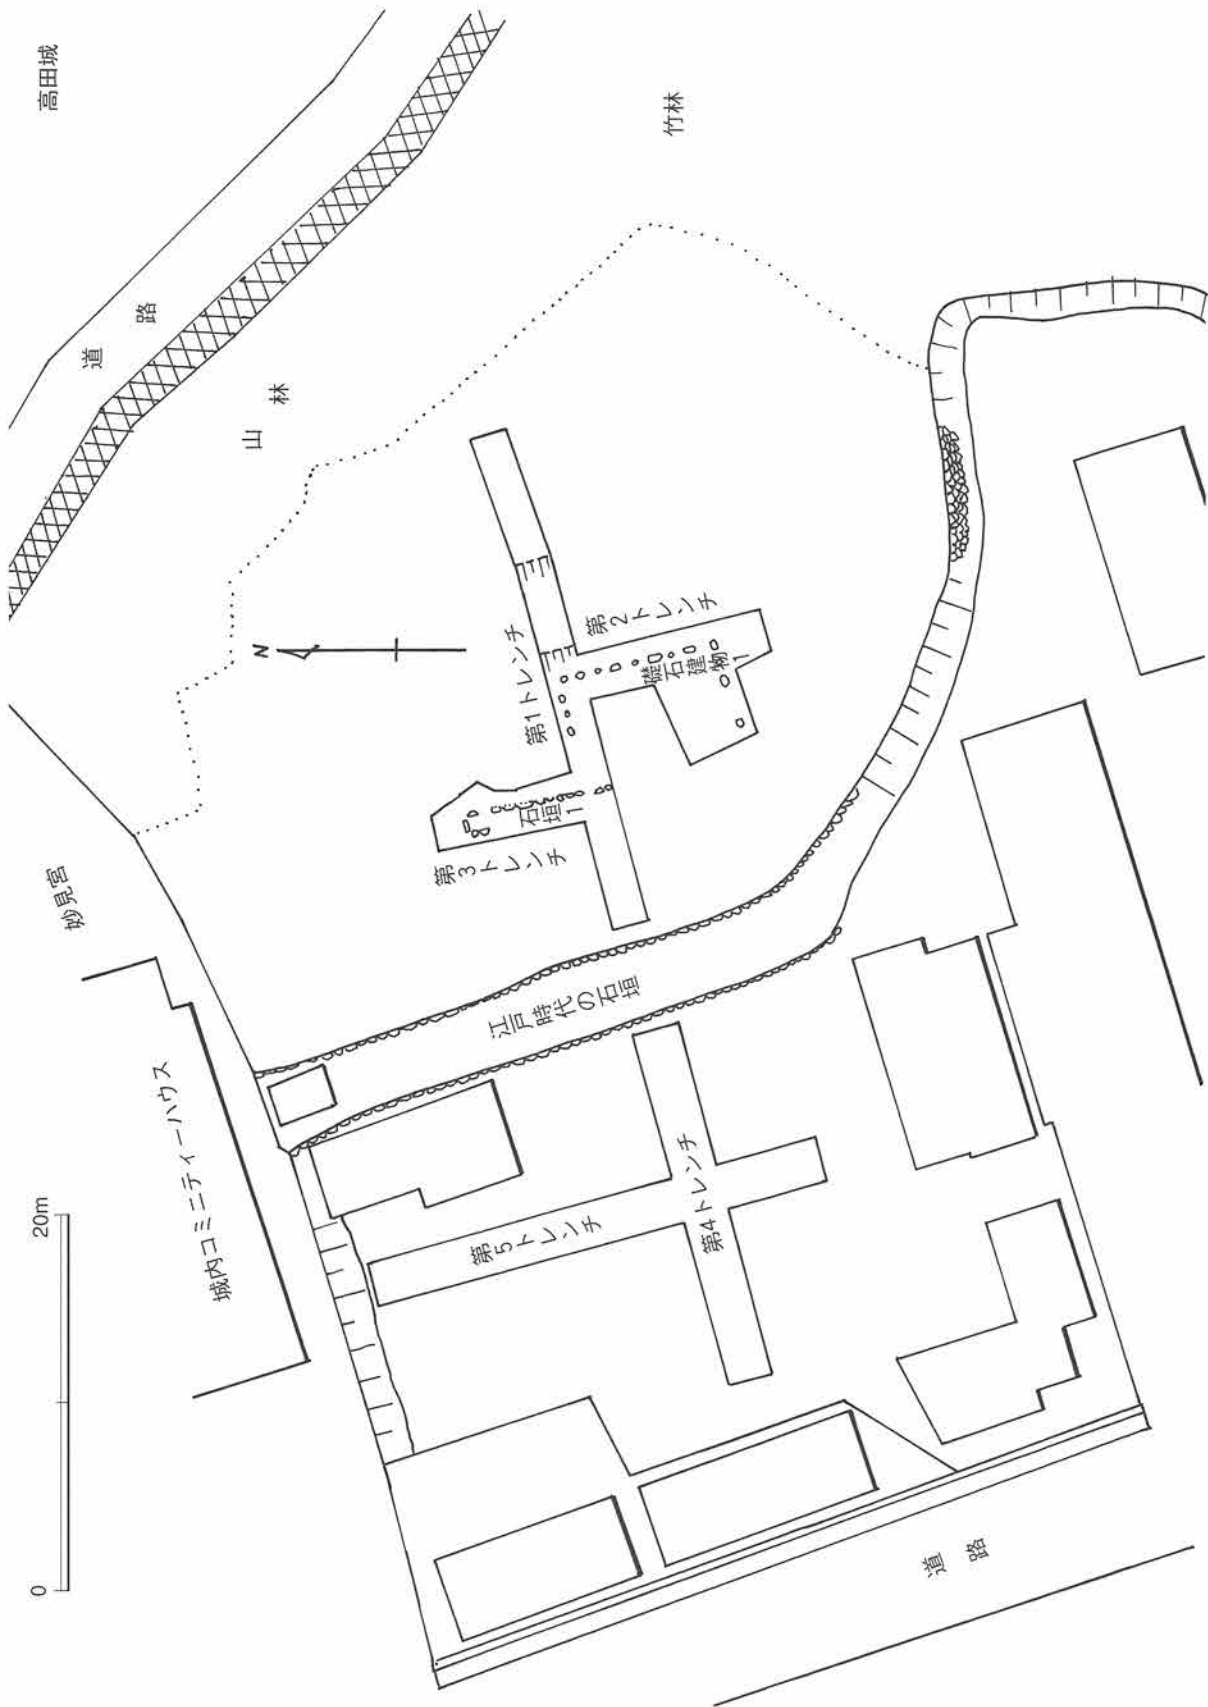 高田城
道路
山林
竹林
妙見宮
城内コミニティーハウス
N
第1トレンチ
第2トレンチ
礎石建物1
石垣1
第3トレンチ
江戸時代の石垣
第4トレンチ
第5トレンチ
道路
0
20m